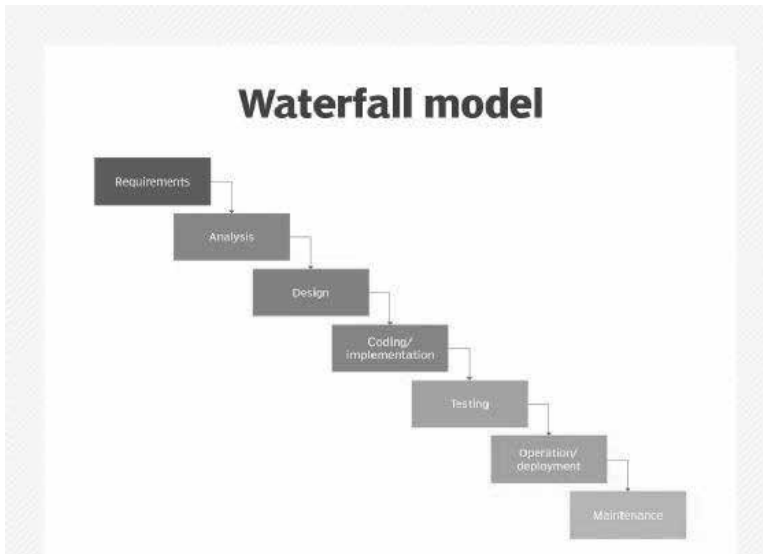 Waterfall model
Requirements
Analysis
Design
Coding/
implementation
Testing
Operation/
deployment
Maintenance